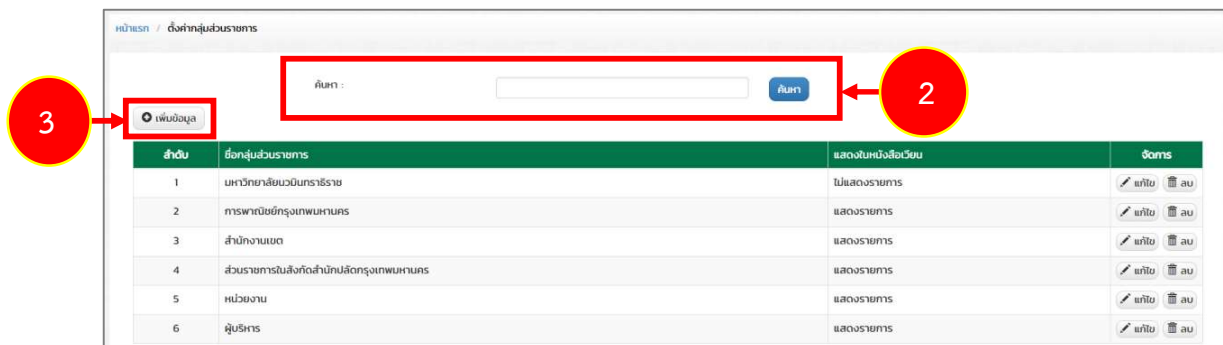 หน้าแรก / ตั้งค่ากลุ่มส่วนราชการ
ค้นหา : ค้นหา
2
3
เพิ่มข้อมูล
ลำดับ ชื่อกลุ่มส่วนราชการ แสดงในหนังสือเวียน จัดการ
1 มหาวิทยาลัยนวมินทราธิราช ไม่แสดงรายการ แก้ไข ลบ
2 การพาณิชย์กรุงเทพมหานคร แสดงรายการ แก้ไข ลบ
3 สำนักงานเขต แสดงรายการ แก้ไข ลบ
4 ส่วนราชการในสังกัดสำนักปลัดกรุงเทพมหานคร แสดงรายการ แก้ไข ลบ
5 หน่วยงาน แสดงรายการ แก้ไข ลบ
6 ผู้บริหาร แสดงรายการ แก้ไข ลบ